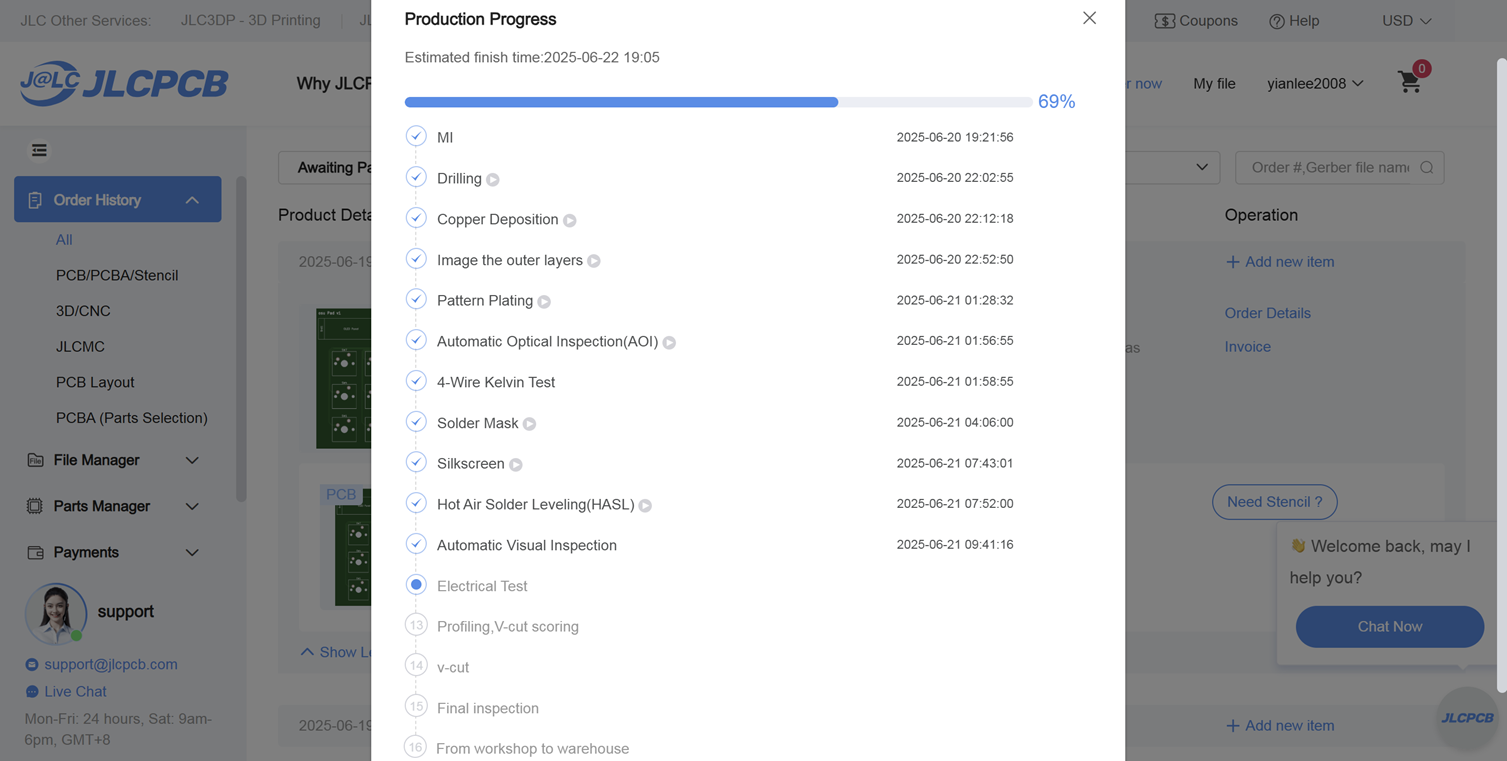 JLC Other Services:
JLC3DP - 3D Printing
Coupons
Help
USD
J@LC JLCPCB
Why JLCP
r now
My file
yianlee2008
0
Order History
All
PCB/PCBA/Stencil
3D/CNC
JLCMC
PCB Layout
PCBA (Parts Selection)
File Manager
Parts Manager
Payments
support
support@jlcpcb.com
Live Chat
Mon-Fri: 24 hours, Sat: 9am-
6pm, GMT+8
Awaiting Pa
Order #,Gerber file name
Product Deta
Operation
2025-06-19
Add new item
Order Details
Invoice
as
PCB
Need Stencil ?
Show Le
2025-06-19
Add new item
Production Progress
Estimated finish time:2025-06-22 19:05
69%
MI 2025-06-20 19:21:56
Drilling 2025-06-20 22:02:55
Copper Deposition 2025-06-20 22:12:18
Image the outer layers 2025-06-20 22:52:50
Pattern Plating 2025-06-21 01:28:32
Automatic Optical Inspection(AOI) 2025-06-21 01:56:55
4-Wire Kelvin Test 2025-06-21 01:58:55
Solder Mask 2025-06-21 04:06:00
Silkscreen 2025-06-21 07:43:01
Hot Air Solder Leveling(HASL) 2025-06-21 07:52:00
Automatic Visual Inspection 2025-06-21 09:41:16
Electrical Test
13 Profiling,V-cut scoring
14 v-cut
15 Final inspection
16 From workshop to warehouse
👋 Welcome back, may I
help you?
Chat Now
JLCPCB